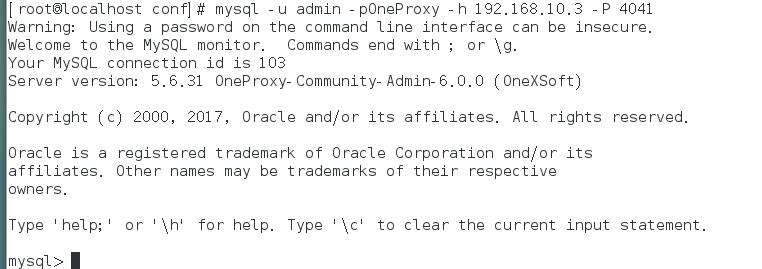 [root@localhost conf]# mysql -u admin -pOneProxy -h 192.168.10.3 -P 4041
Warning: Using a password on the command line interface can be insecure.
Welcome to the MySQL monitor.  Commands end with ; or \g.
Your MySQL connection id is 103
Server version: 5.6.31 OneProxy-Community-Admin-6.0.0 (OneXSoft)
Copyright (c) 2000, 2017, Oracle and/or its affiliates. All rights reserved.
Oracle is a registered trademark of Oracle Corporation and/or its
affiliates. Other names may be trademarks of their respective
owners.
Type 'help;' or '\h' for help. Type '\c' to clear the current input statement.
mysql>